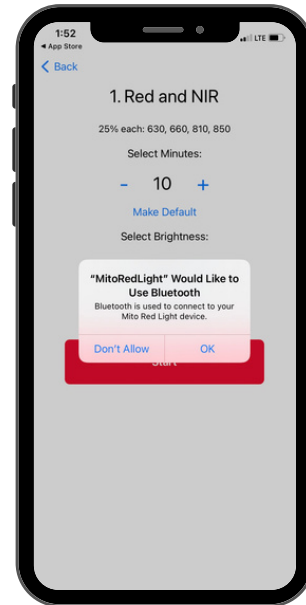 1:52
LTE
◄ App Store
Back
1. Red and NIR
25% each: 630, 660, 810, 850
Select Minutes:
- 10 +
Make Default
Select Brightness:
“MitoRedLight” Would Like to
Use Bluetooth
Bluetooth is used to connect to your
Mito Red Light device.
Don't Allow OK
Start